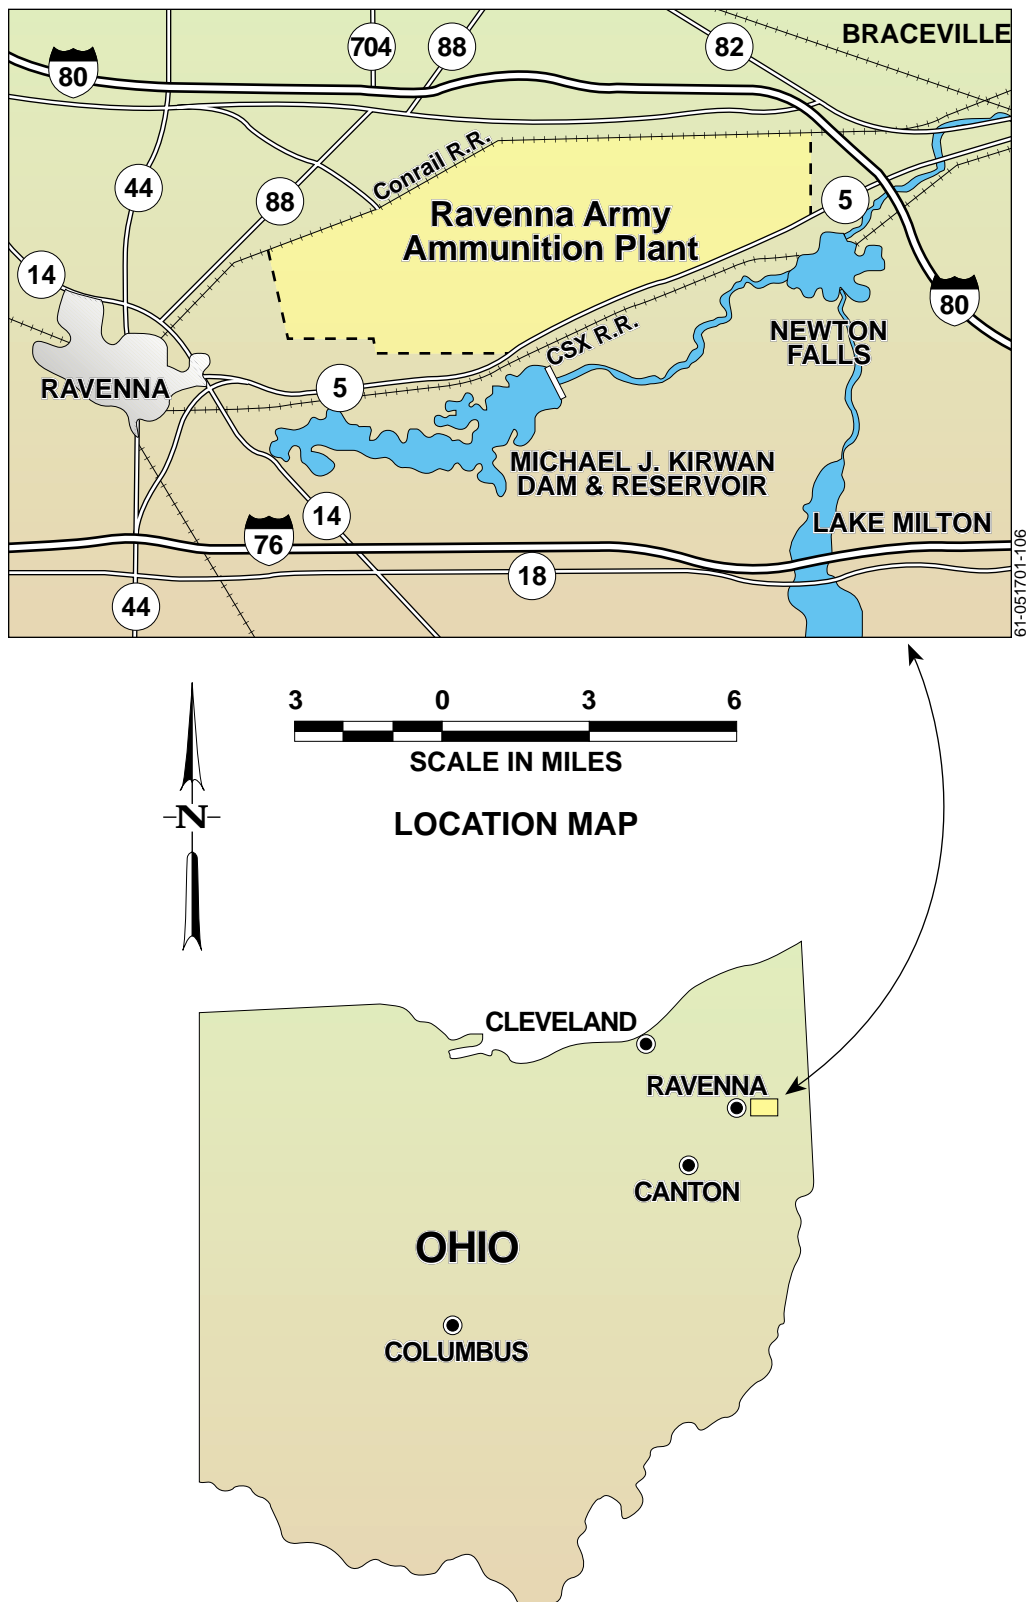 BRACEVILLE
704
88
82
80
Conrail R.R.
44
88
5
Ravenna Army
Ammunition Plant
14
80
NEWTON
FALLS
CSX R.R.
RAVENNA
5
MICHAEL J. KIRWAN
DAM & RESERVOIR
14
LAKE MILTON
76
18
44
61-051701-106
3 0 3 6
SCALE IN MILES
N
LOCATION MAP
CLEVELAND
RAVENNA
CANTON
OHIO
COLUMBUS